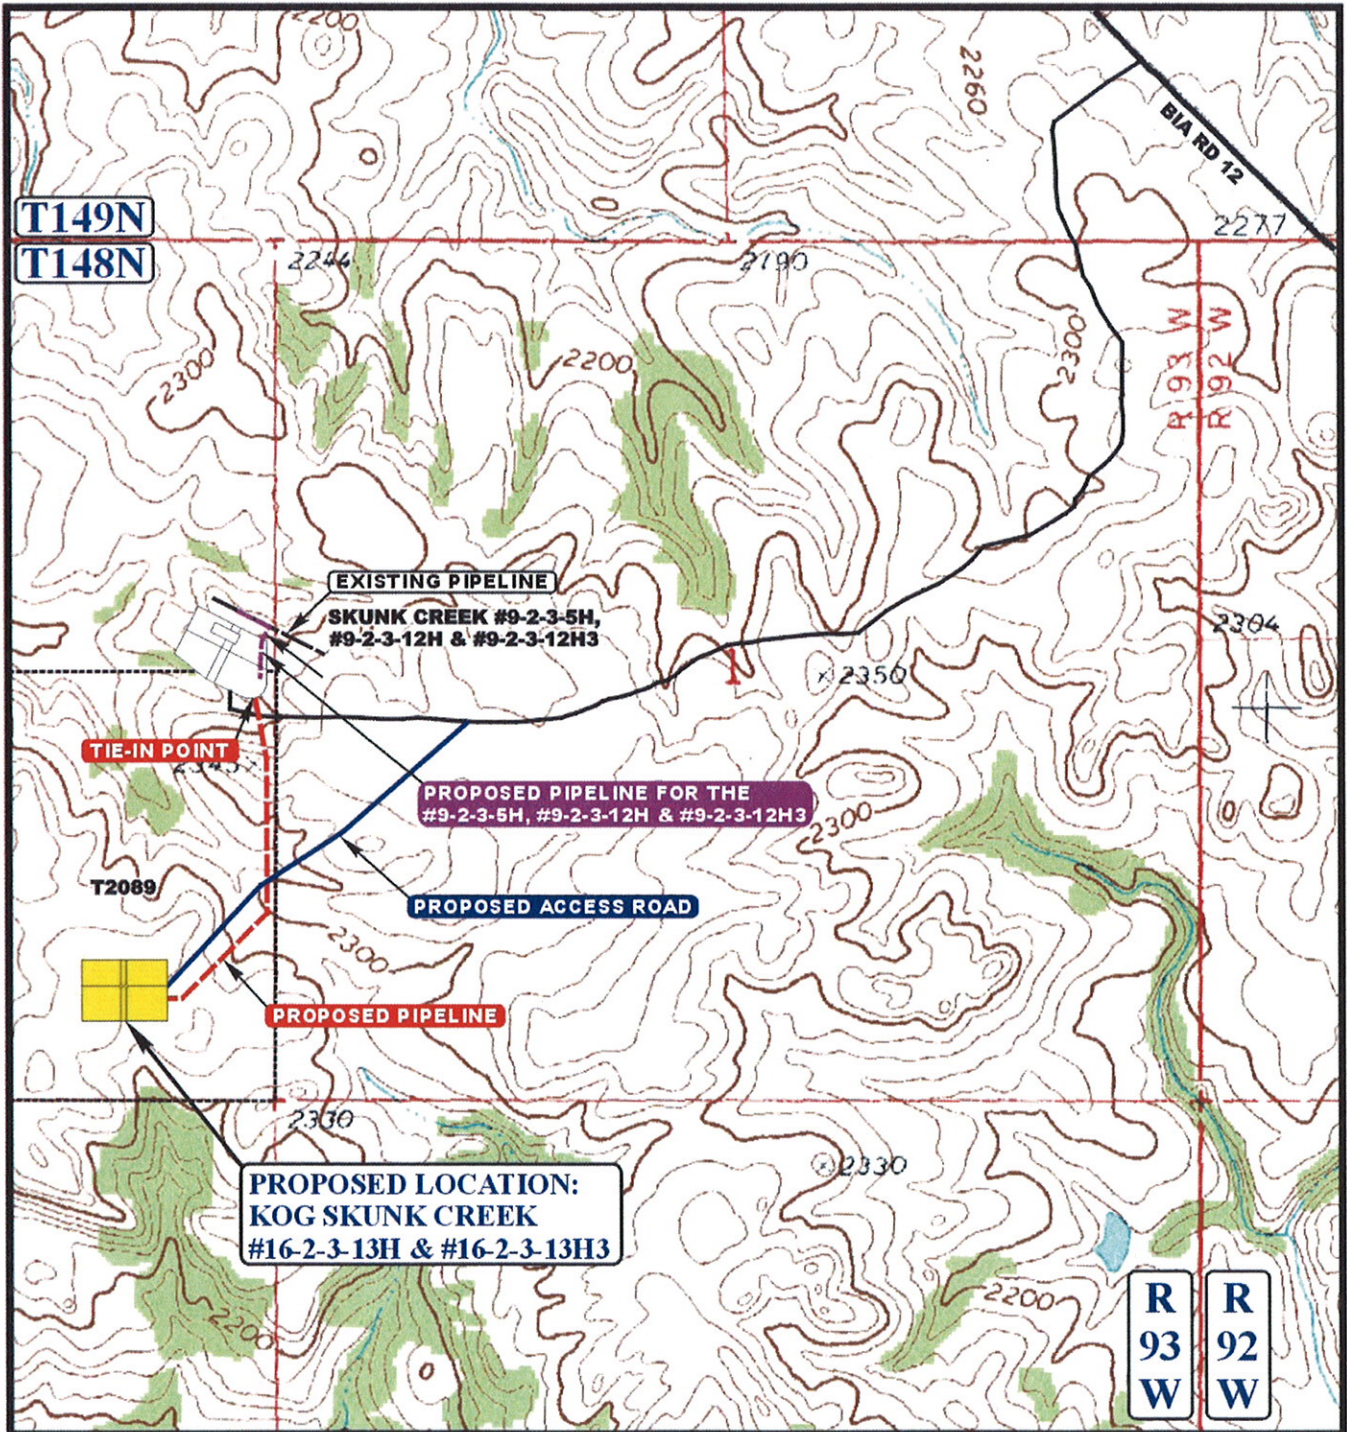 2200
2260
BIA RD 12
T149N
2277
T148N
2244
2190
2300
2300
R 93 W
R 92 W
2200
EXISTING PIPELINE
SKUNK CREEK #9-2-3-5H,
#9-2-3-12H & #9-2-3-12H3
2304
1
2350
TIE-IN POINT
PROPOSED PIPELINE FOR THE
#9-2-3-5H, #9-2-3-12H & #9-2-3-12H3
2300
T2089
PROPOSED ACCESS ROAD
2300
PROPOSED PIPELINE
2330
2330
PROPOSED LOCATION:
KOG SKUNK CREEK
#16-2-3-13H & #16-2-3-13H3
2200
2200
R
93
W
R
92
W